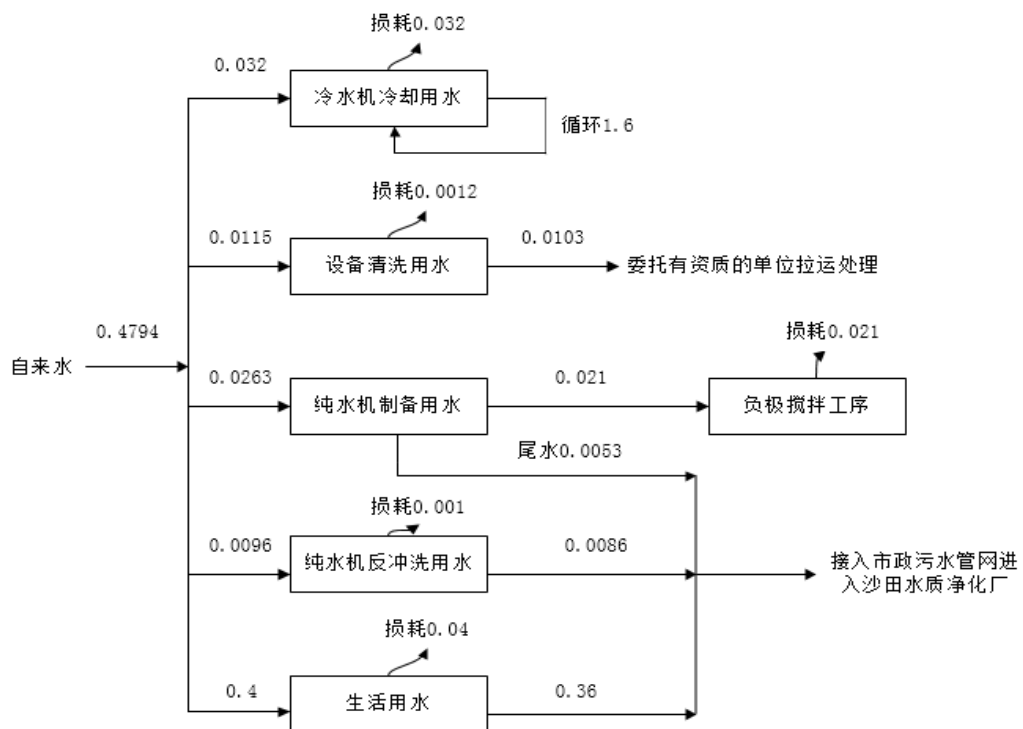 损耗0.032
0.032
冷水机冷却用水
循环1.6
损耗0.0012
0.0115
设备清洗用水
0.0103
委托有资质的单位拉运处理
0.4794
自来水
损耗0.021
0.0263
纯水机制备用水
0.021
负极搅拌工序
尾水0.0053
损耗0.001
0.0096
纯水机反冲洗用水
0.0086
接入市政污水管网进
入沙田水质净化厂
损耗0.04
0.4
生活用水
0.36